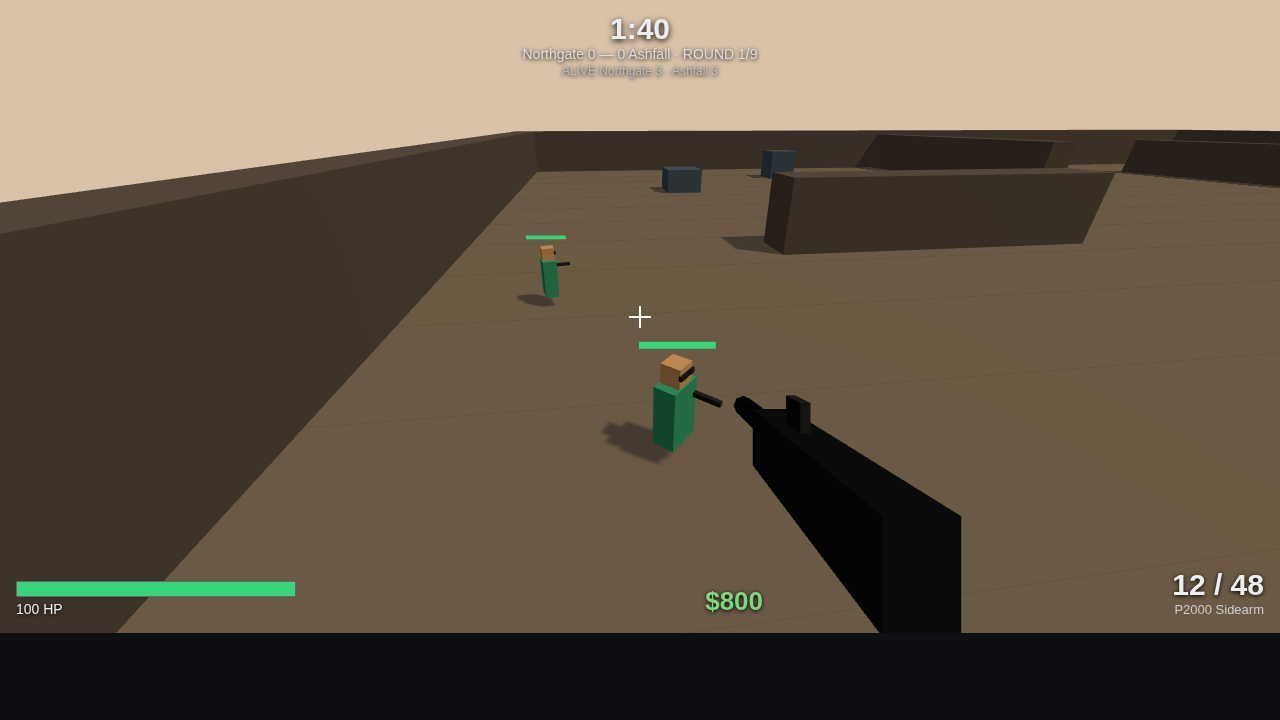 1:40
Northgate 0 — 0 Ashfall · ROUND 1/9
ALIVE Northgate 3 · Ashfall 3
100 HP
$800
12 / 48
P2000 Sidearm